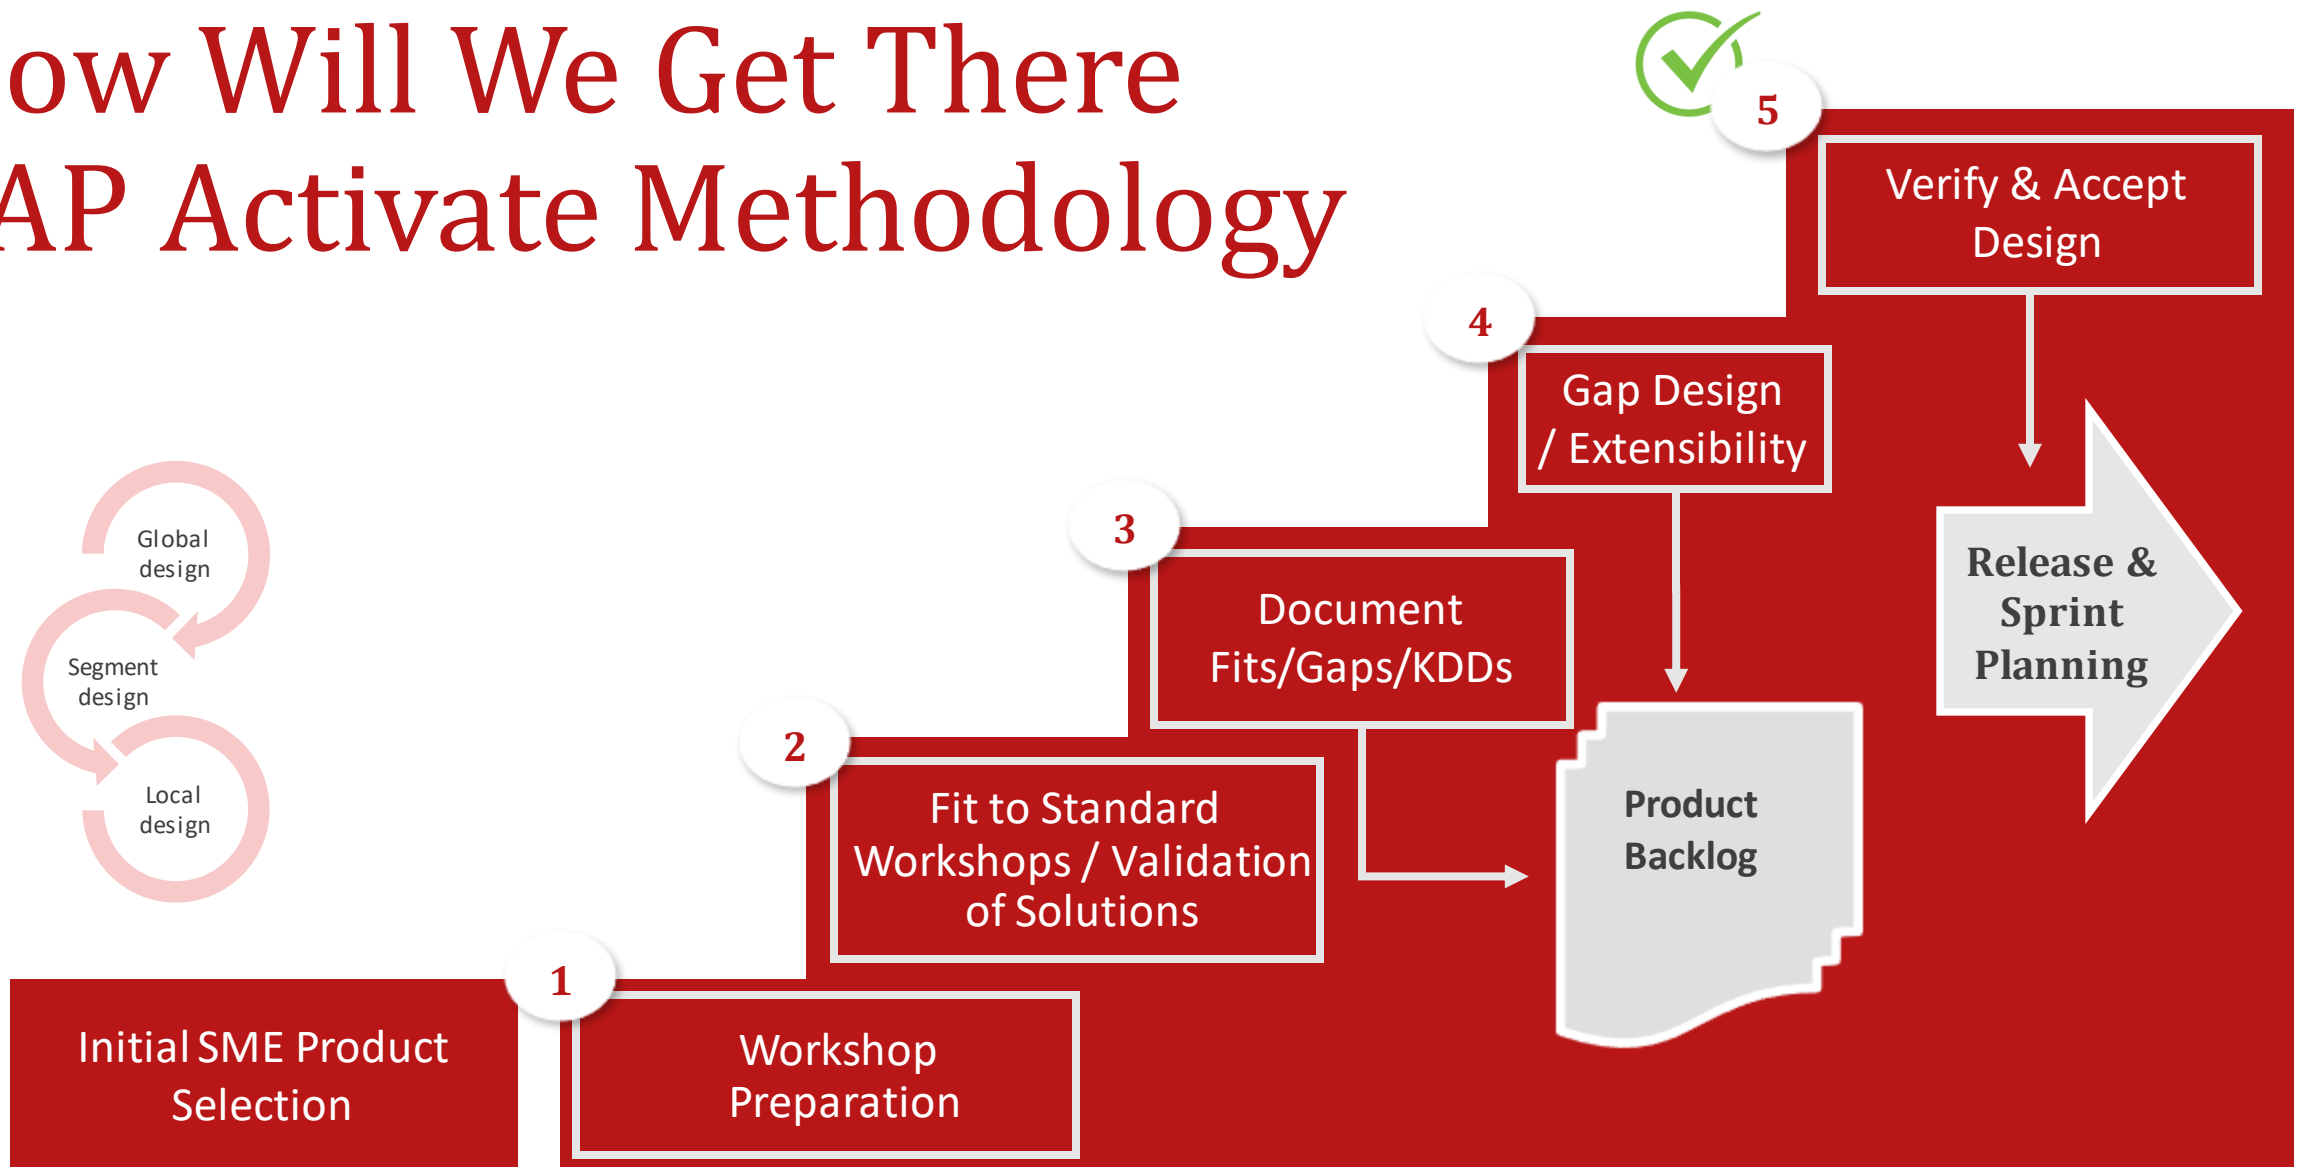 ow Will We Get There
AP Activate Methodology
5
Verify & Accept
Design
4
Gap Design
/ Extensibility
3
Document
Fits/Gaps/KDDs
Release &
Sprint
Planning
Global
design
Segment
design
Local
design
2
Fit to Standard
Workshops / Validation
of Solutions
Product
Backlog
1
Initial SME Product
Selection
Workshop
Preparation